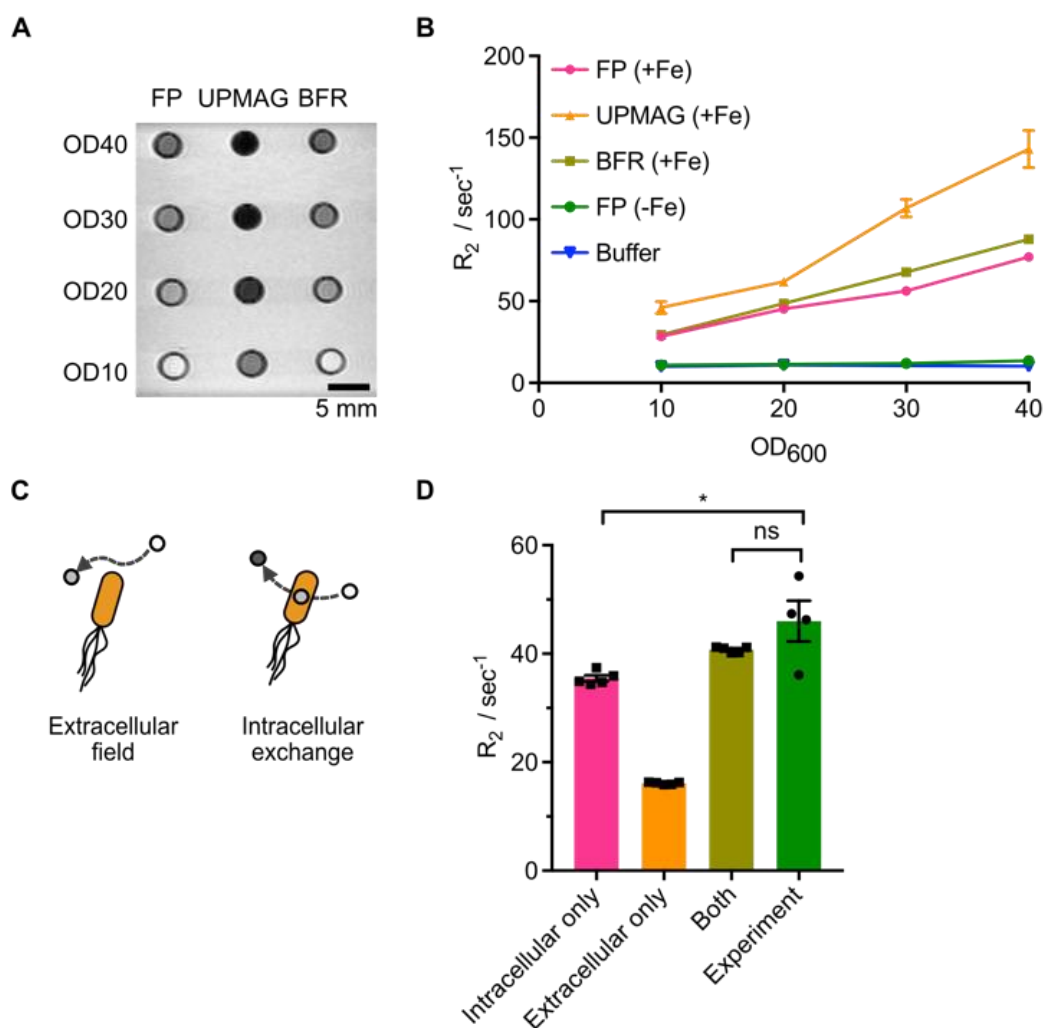 A
FP UPMAG BFR
OD40
OD30
OD20
OD10
5 mm
B
200
150
100
50
0
R2 / sec-1
FP (+Fe)
UPMAG (+Fe)
BFR (+Fe)
FP (-Fe)
Buffer
0 10 20 30 40
OD600
C
Extracellular
field
Intracellular
exchange
D
*
ns
60
40
20
0
R2 / sec-1
Intracellular only
Extracellular only
Both
Experiment